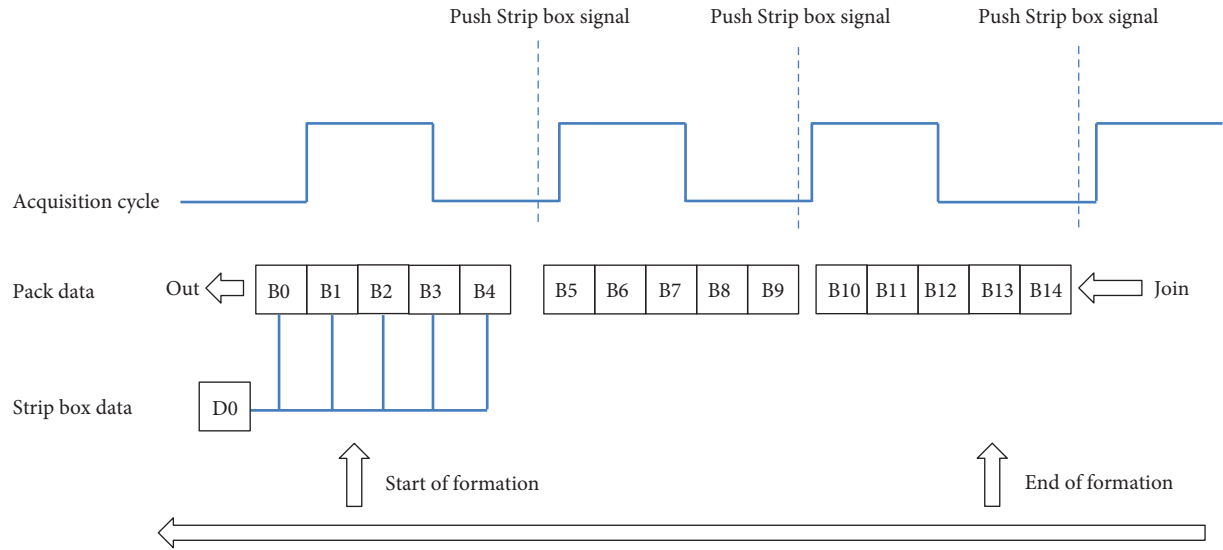 Push Strip box signal
Push Strip box signal
Push Strip box signal
Acquisition cycle
Pack data
Out
B0 B1 B2 B3 B4 B5 B6 B7 B8 B9 B10 B11 B12 B13 B14
Join
Strip box data
D0
Start of formation
End of formation